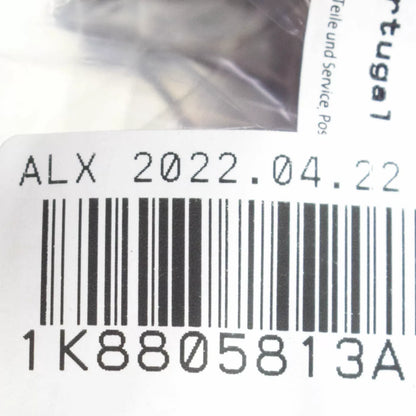 rtugal
Teile und Service, Pos
ALX 2022.04.22
1K8805813A